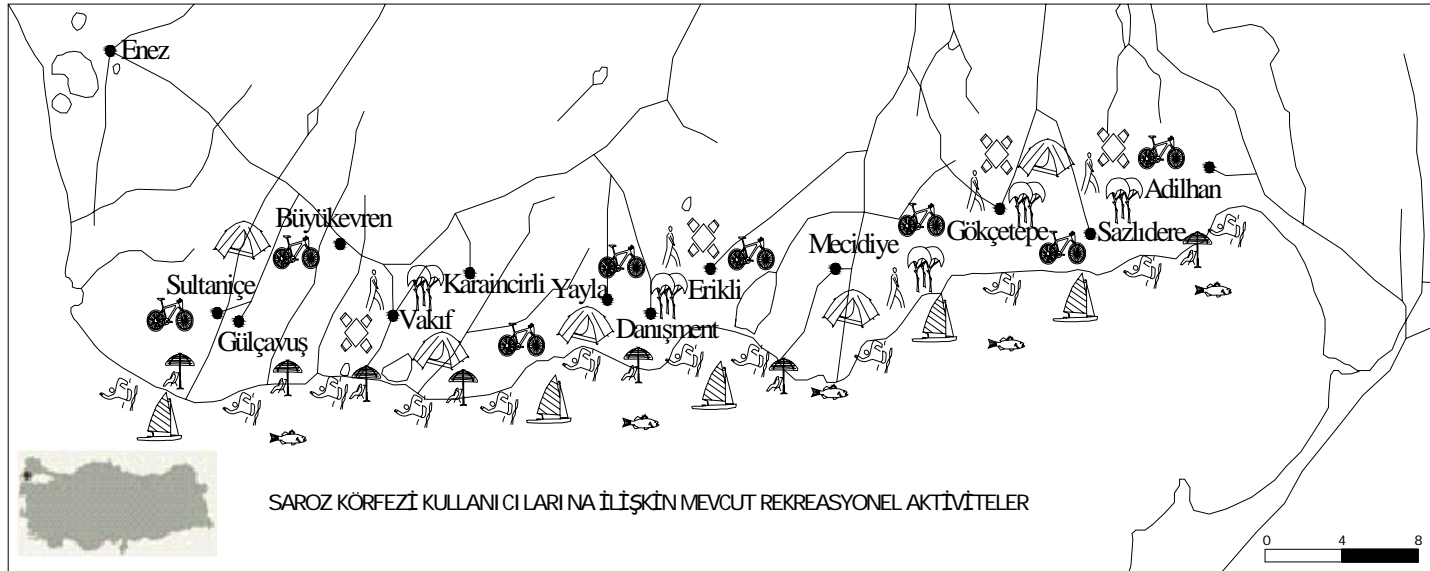 Enez
Büyükevren
Sultaniçe
Gülçavuş
Karaincirli
Vakıf
Yayla
Danışment
Erikli
Mecidiye
Gökçetepe
Sazlıdere
Adilhan
SAROZ KÖRFEZİ KULLANICILARINA İLİŞKİN MEVCUT REKREASYONEL AKTİVİTELER
0 4 8